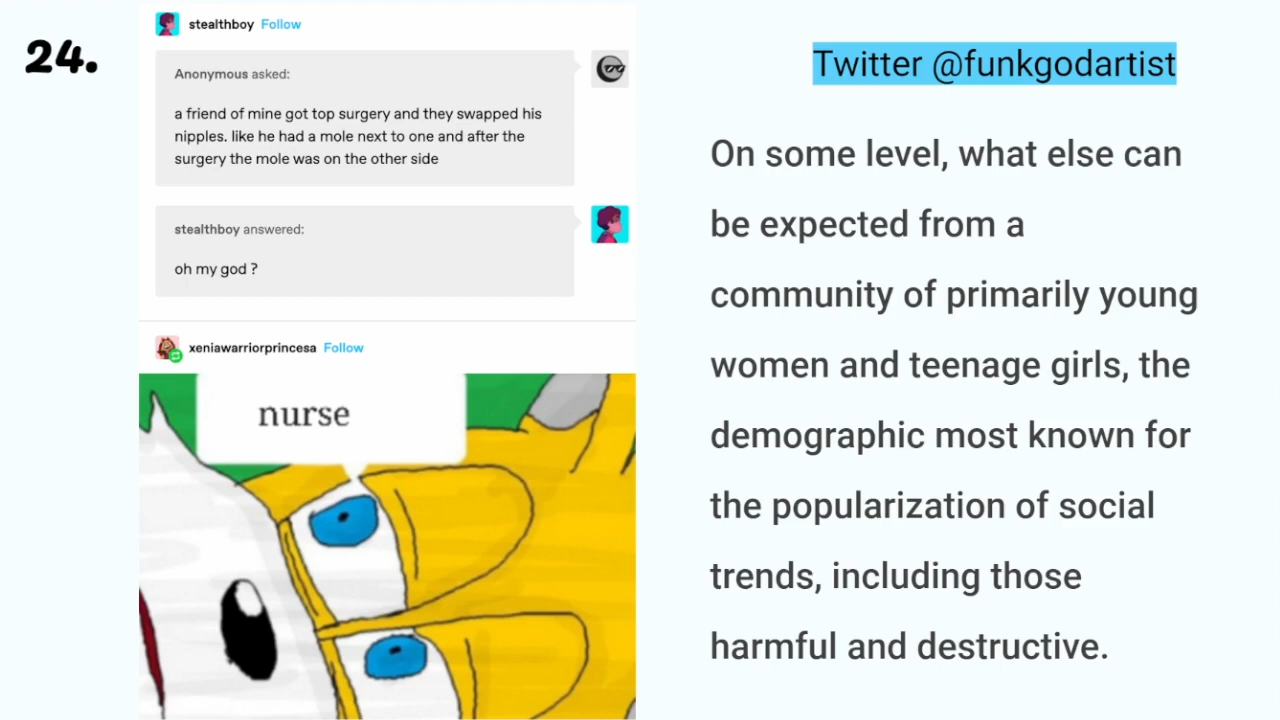 24.
stealthboy Follow
Anonymous asked:
a friend of mine got top surgery and they swapped his
nipples. like he had a mole next to one and after the
surgery the mole was on the other side
stealthboy answered:
oh my god ?
xeniawarriorprincesa Follow
nurse
Twitter @funkgodartist
On some level, what else can
be expected from a
community of primarily young
women and teenage girls, the
demographic most known for
the popularization of social
trends, including those
harmful and destructive.